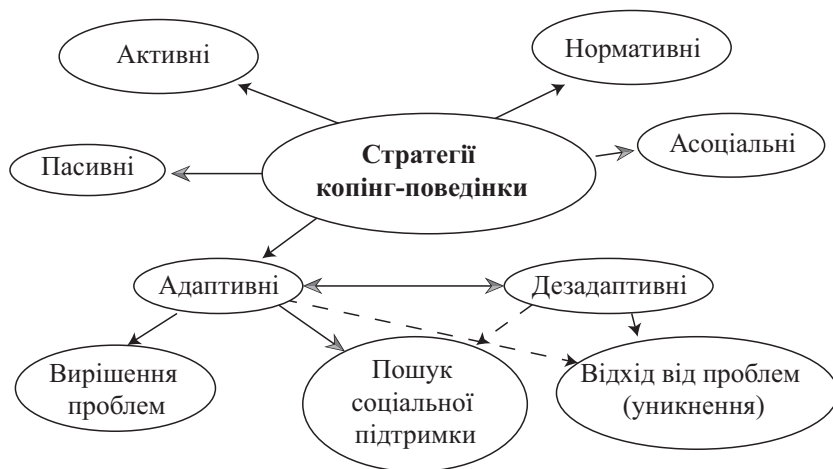 Активні
Нормативні
Стратегії
копінг-поведінки
Асоціальні
Пасивні
Адаптивні
Дезадаптивні
Вирішення
проблем
Пошук
соціальної
підтримки
Відхід від проблем
(уникнення)